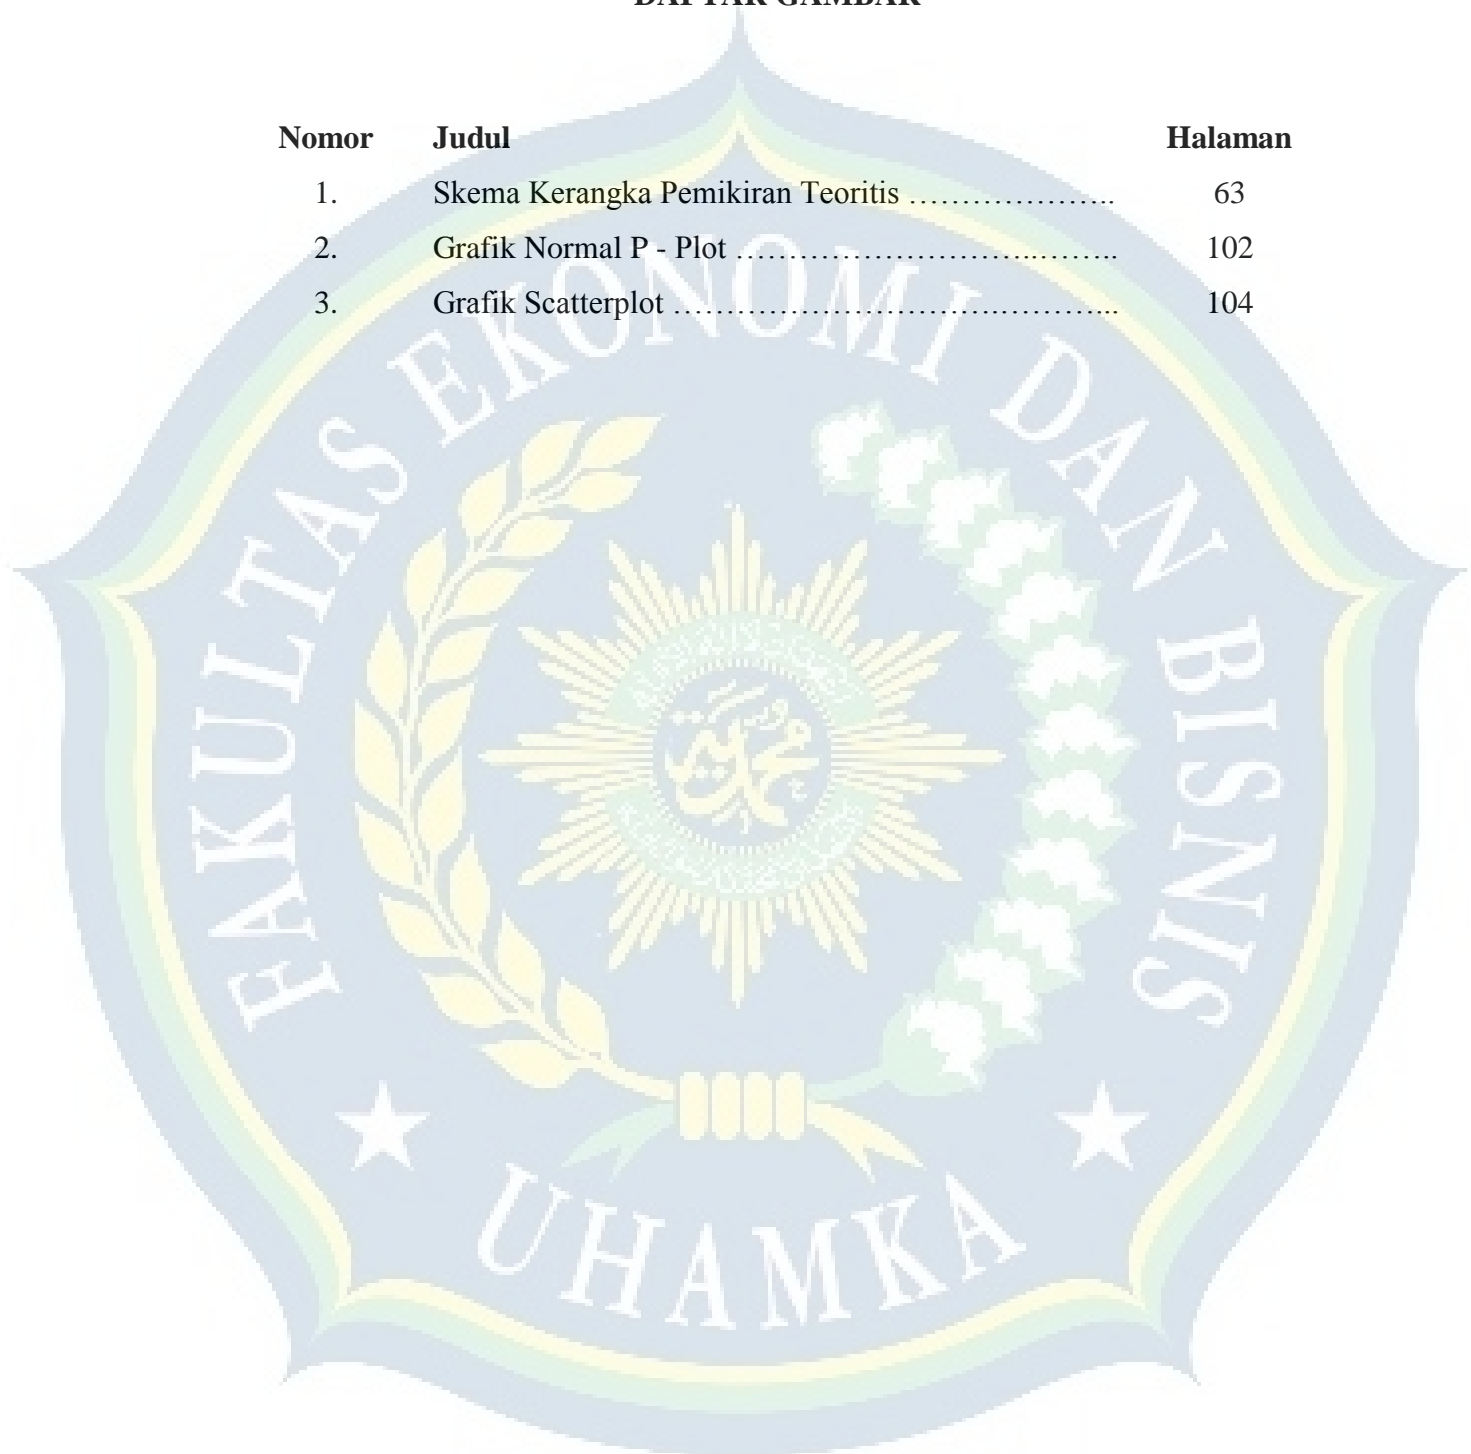 DAFTAR GAMBAR
Nomor Judul Halaman
1. Skema Kerangka Pemikiran Teoritis ………………….. 63
2. Grafik Normal P - Plot …………………………..…….. 102
3. Grafik Scatterplot …………………………….………... 104
FAKULTAS EKONOMI DAN BISNIS
UHAMKA